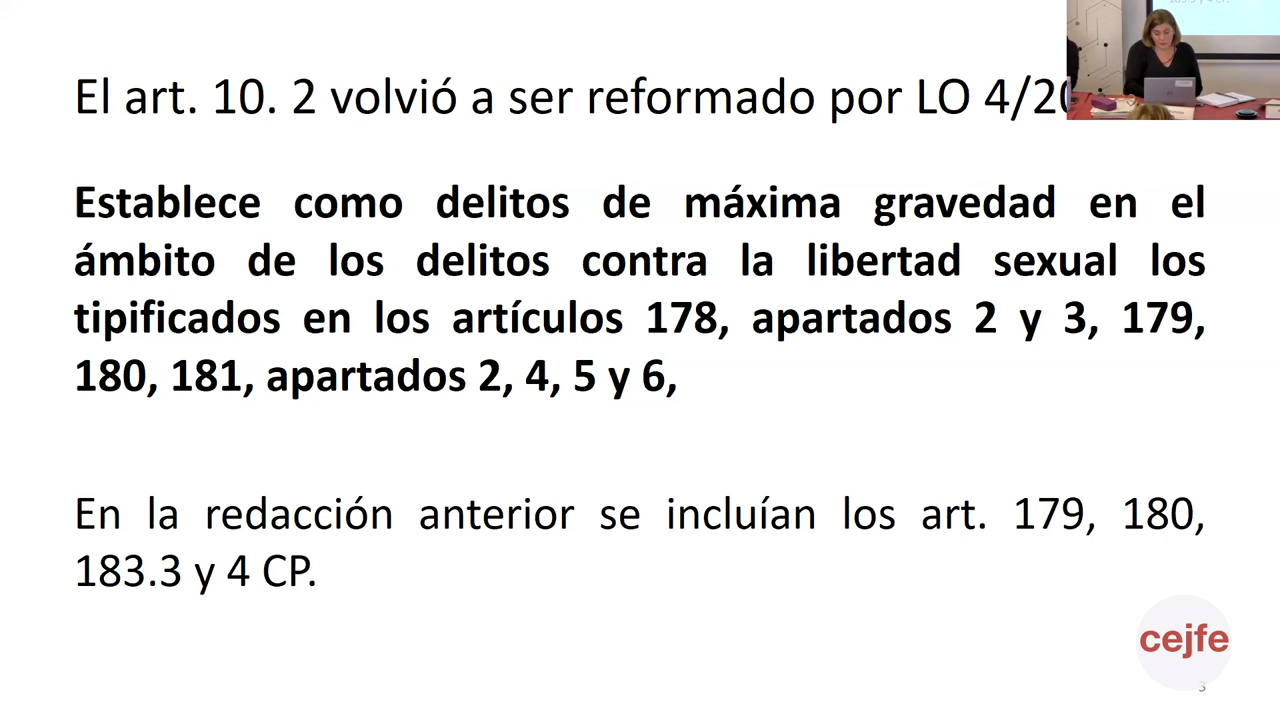 El art. 10. 2 volvió a ser reformado por LO
Establece como delitos de máxima gravedad en el
ámbito de los delitos contra la libertad sexual los
tipificados en los artículos 178, apartados 2 y 3, 179,
180, 181, apartados 2, 4, 5 y 6,
En la redacción anterior se incluían los art. 179, 180,
183.3 y 4 CP.
cejfe
3